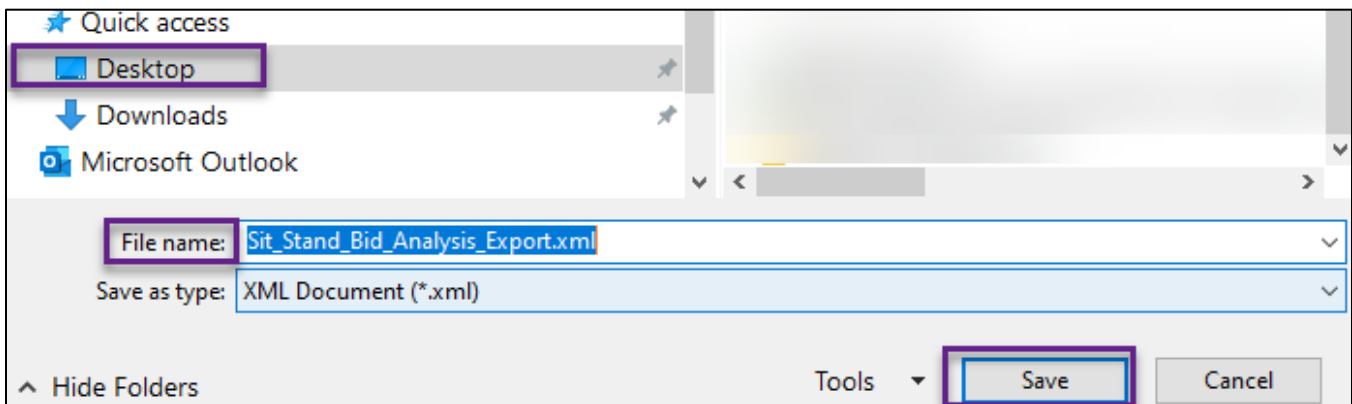 Quick access
Desktop
Downloads
Microsoft Outlook
File name: Sit_Stand_Bid_Analysis_Export.xml
Save as type: XML Document (*.xml)
Hide Folders Tools Save Cancel